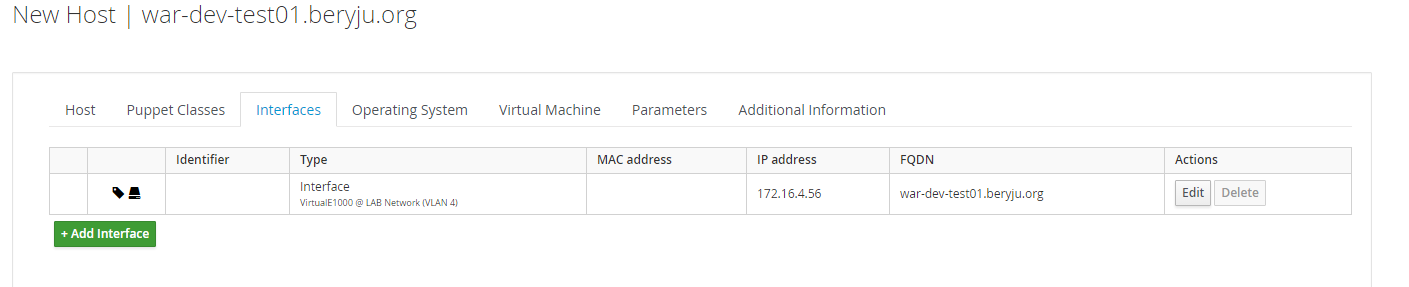 New Host | war-dev-test01.beryju.org
Host Puppet Classes Interfaces Operating System Virtual Machine Parameters Additional Information
Identifier Type MAC address IP address FQDN Actions
Interface 172.16.4.56 war-dev-test01.beryju.org Edit Delete
VirtualE1000 @ LAB Network (VLAN 4)
+ Add Interface